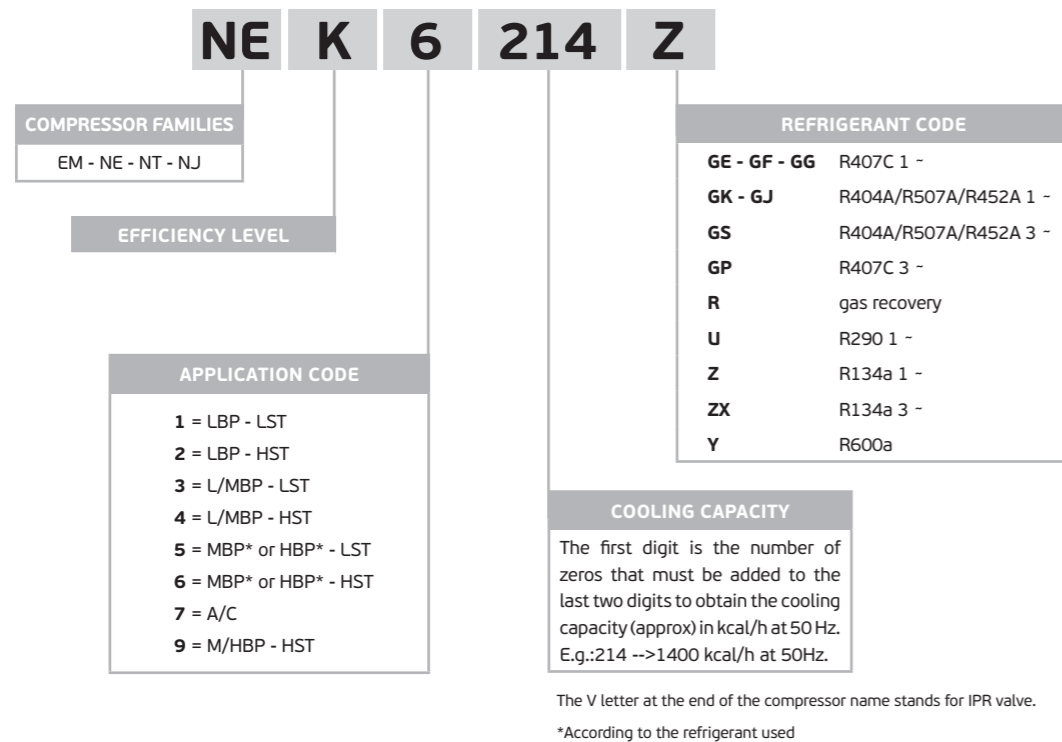 NE K 6 214 Z
COMPRESSOR FAMILIES
EM - NE - NT - NJ
EFFICIENCY LEVEL
APPLICATION CODE
1 = LBP - LST
2 = LBP - HST
3 = L/MBP - LST
4 = L/MBP - HST
5 = MBP* or HBP* - LST
6 = MBP* or HBP* - HST
7 = A/C
9 = M/HBP - HST
REFRIGERANT CODE
GE - GF - GG R407C 1 ~
GK - GJ R404A/R507A/R452A 1 ~
GS R404A/R507A/R452A 3 ~
GP R407C 3 ~
R gas recovery
U R290 1 ~
Z R134a 1 ~
ZX R134a 3 ~
Y R600a
COOLING CAPACITY
The first digit is the number of
zeros that must be added to the
last two digits to obtain the cooling
capacity (approx) in kcal/h at 50 Hz.
E.g.:214 -->1400 kcal/h at 50Hz.
The V letter at the end of the compressor name stands for IPR valve.
*According to the refrigerant used